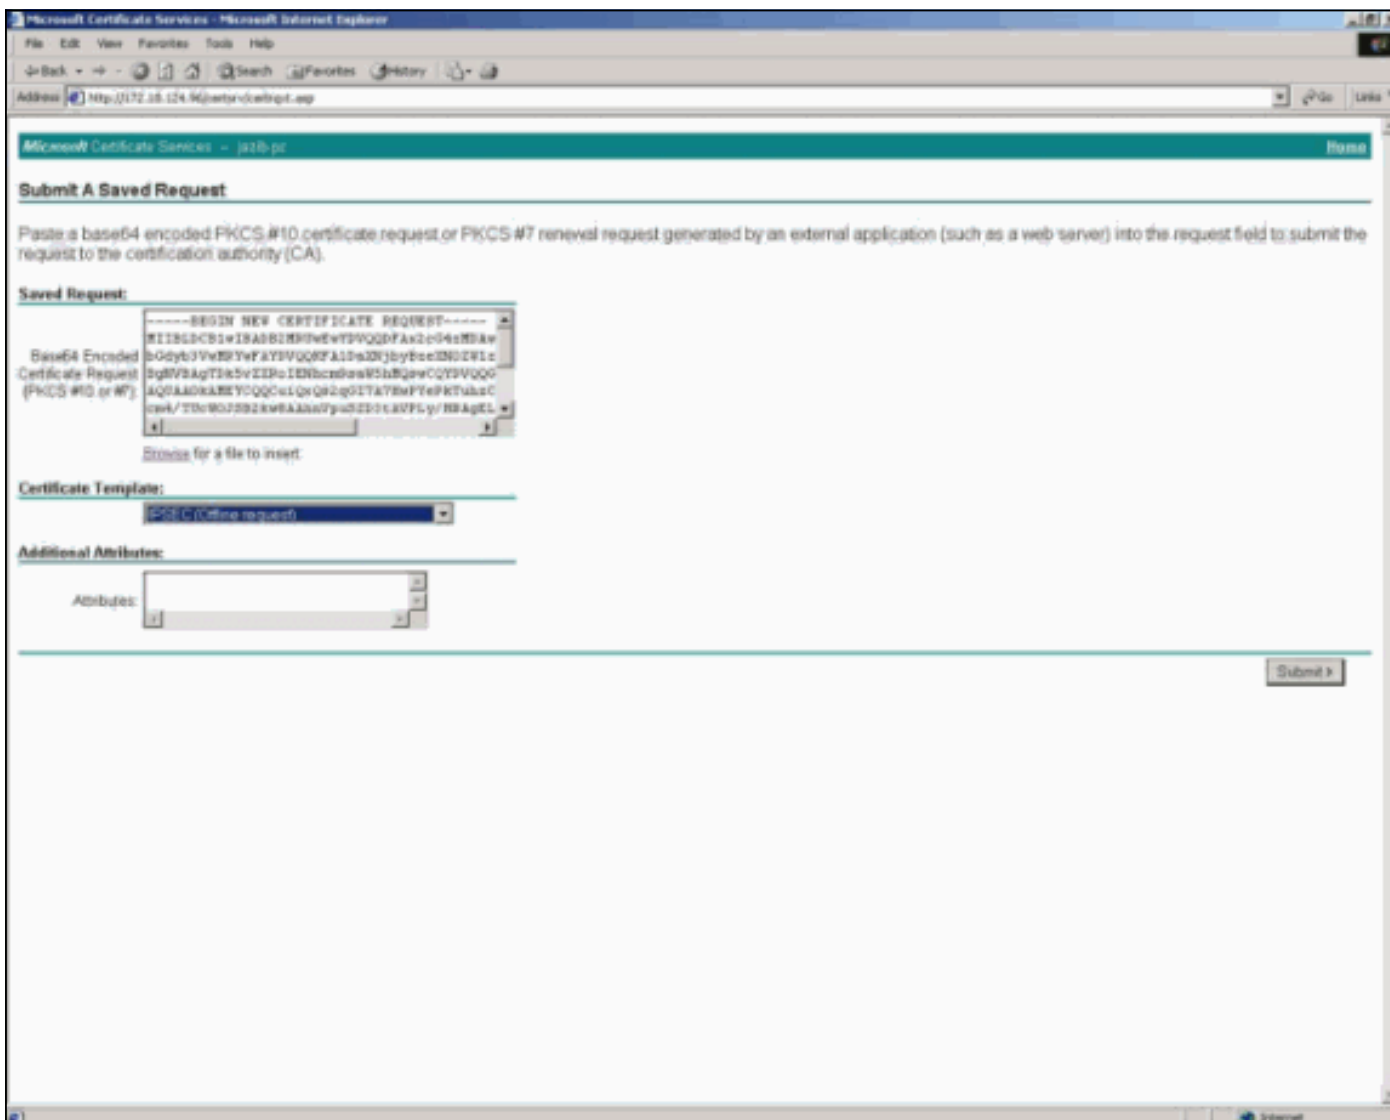 Microsoft Certificate Services - Microsoft Internet Explorer
File Edit View Favorites Tools Help
Back Search Favorites History
Address Go Links
Microsoft Certificate Services -- jazib-pc Home
Submit A Saved Request
Paste a base64 encoded PKCS #10 certificate request or PKCS #7 renewal request generated by an external application (such as a web server) into the request field to submit the
request to the certification authority (CA).
Saved Request:
-----BEGIN NEW CERTIFICATE REQUEST-----
Base64 Encoded
Certificate Request
(PKCS #10 or #7):
Browse for a file to insert.
Certificate Template:
IPSEC (Offline request)
Additional Attributes:
Attributes:
Submit >
Internet